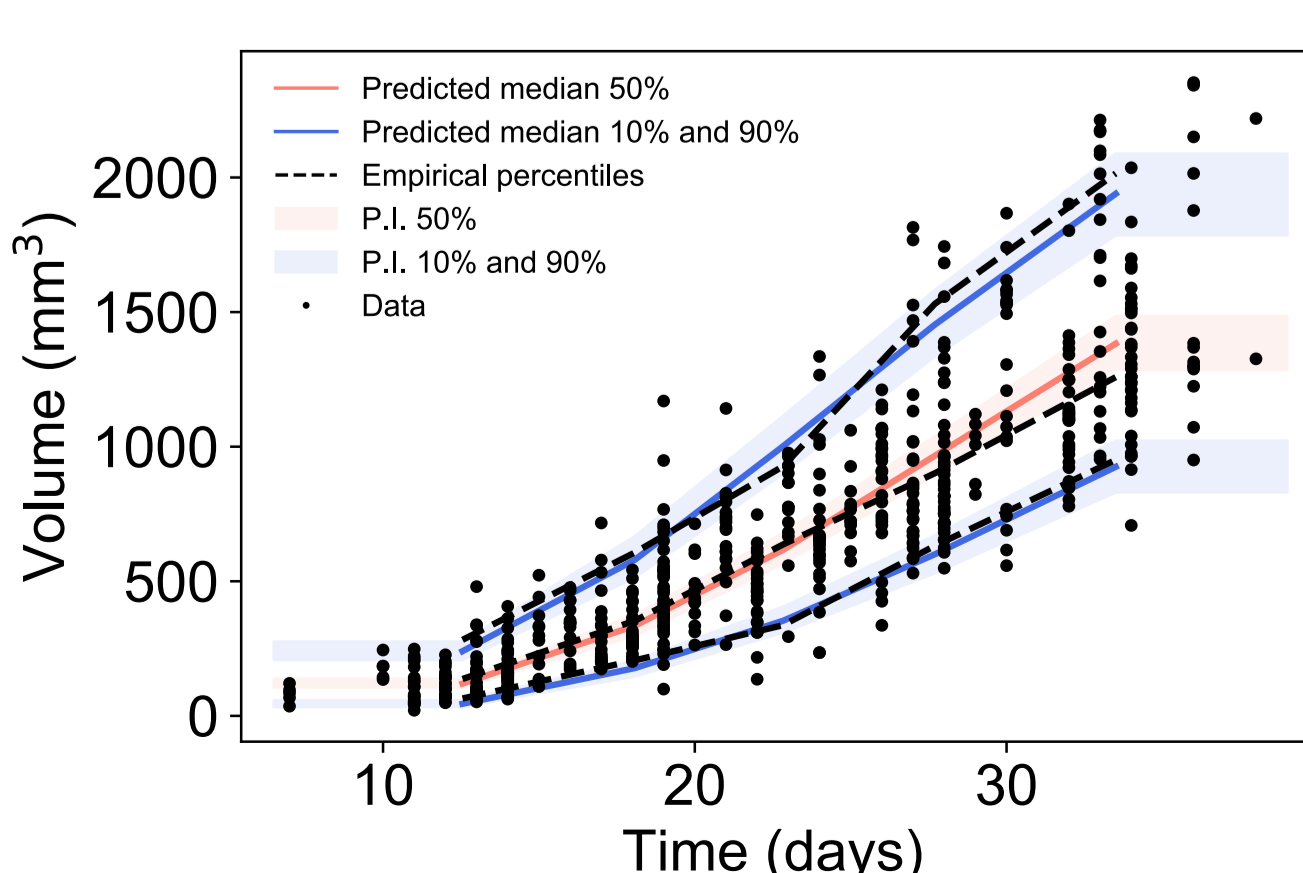 Predicted median 50%
Predicted median 10% and 90%
Empirical percentiles
P.I. 50%
P.I. 10% and 90%
Data
2000
1500
1000
500
0
Volume (mm³)
10 20 30
Time (days)